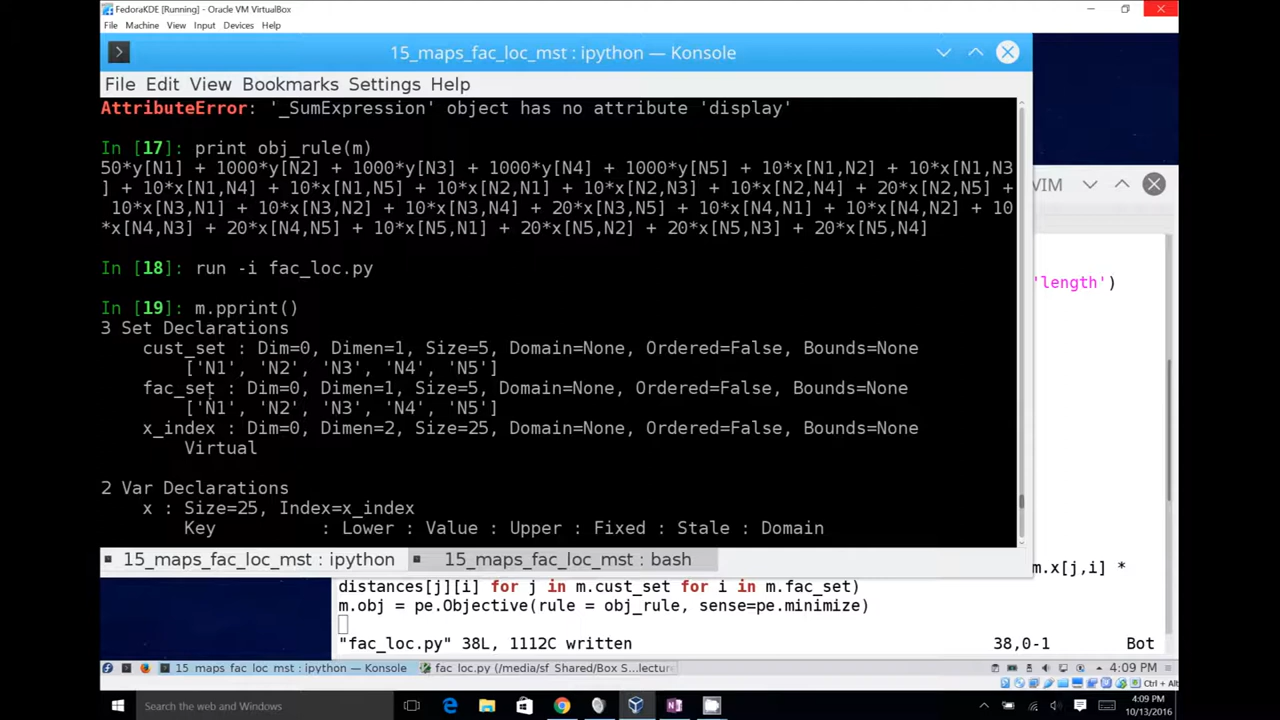 FedoraKDE [Running] - Oracle VM VirtualBox
File Machine View Input Devices Help
15_maps_fac_loc_mst : ipython — Konsole
File Edit View Bookmarks Settings Help
AttributeError: '_SumExpression' object has no attribute 'display'
In [17]: print obj_rule(m)
50*y[N1] + 1000*y[N2] + 1000*y[N3] + 1000*y[N4] + 1000*y[N5] + 10*x[N1,N2] + 10*x[N1,N3
] + 10*x[N1,N4] + 10*x[N1,N5] + 10*x[N2,N1] + 10*x[N2,N3] + 10*x[N2,N4] + 20*x[N2,N5] +
10*x[N3,N1] + 10*x[N3,N2] + 10*x[N3,N4] + 20*x[N3,N5] + 10*x[N4,N1] + 10*x[N4,N2] + 10
*x[N4,N3] + 20*x[N4,N5] + 10*x[N5,N1] + 20*x[N5,N2] + 20*x[N5,N3] + 20*x[N5,N4]
In [18]: run -i fac_loc.py
In [19]: m.pprint()
3 Set Declarations
cust_set : Dim=0, Dimen=1, Size=5, Domain=None, Ordered=False, Bounds=None
['N1', 'N2', 'N3', 'N4', 'N5']
fac_set : Dim=0, Dimen=1, Size=5, Domain=None, Ordered=False, Bounds=None
['N1', 'N2', 'N3', 'N4', 'N5']
x_index : Dim=0, Dimen=2, Size=25, Domain=None, Ordered=False, Bounds=None
Virtual
2 Var Declarations
x : Size=25, Index=x_index
Key : Lower : Value : Upper : Fixed : Stale : Domain
15_maps_fac_loc_mst : ipython
15_maps_fac_loc_mst : bash
VIM
'length')
m.x[j,i] *
distances[j][i] for j in m.cust_set for i in m.fac_set)
m.obj = pe.Objective(rule = obj_rule, sense=pe.minimize)
"fac_loc.py" 38L, 1112C written 38,0-1 Bot
15_maps_fac_loc_mst : ipython — Konsole
fac_loc.py (/media/sf_Shared/Box S...lecture
4:09 PM
Right Ctrl + Alt
Search the web and Windows
4:09 PM
10/13/2016